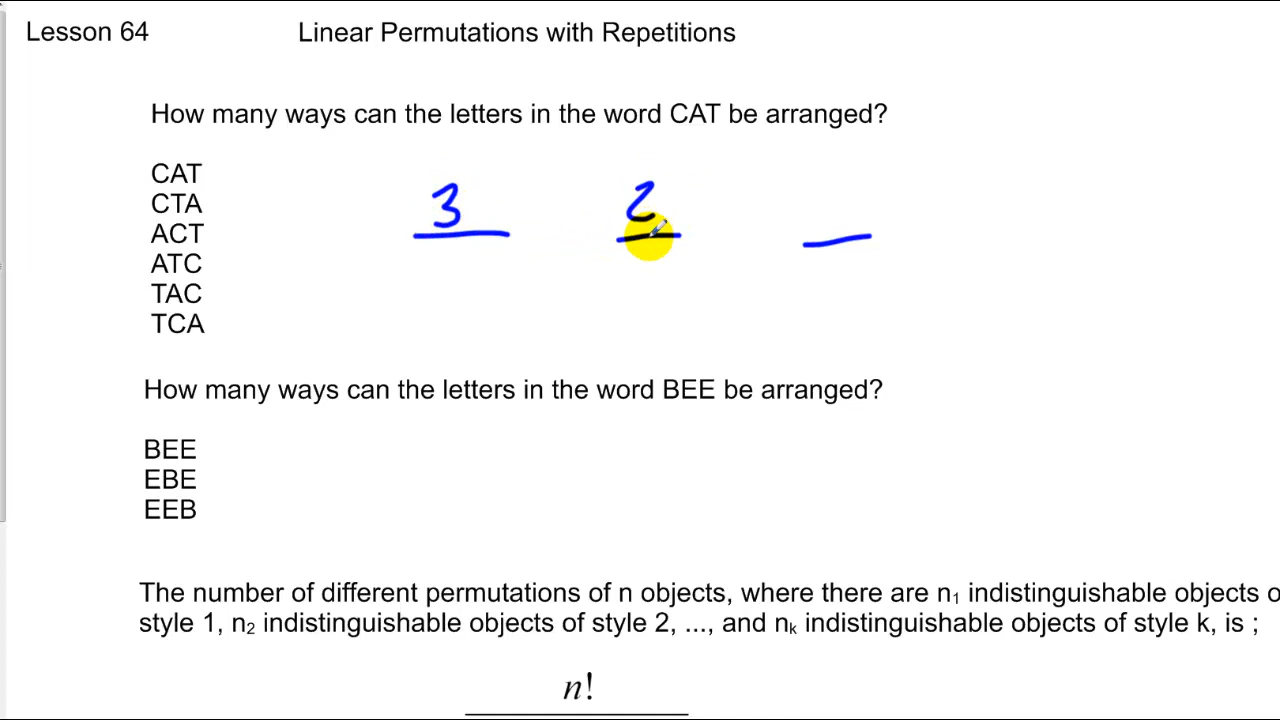 Lesson 64 Linear Permutations with Repetitions
How many ways can the letters in the word CAT be arranged?
CAT
CTA
ACT
ATC
TAC
TCA
3 2
How many ways can the letters in the word BEE be arranged?
BEE
EBE
EEB
The number of different permutations of n objects, where there are n₁ indistinguishable objects o
style 1, n₂ indistinguishable objects of style 2, ..., and nₖ indistinguishable objects of style k, is ;
n!